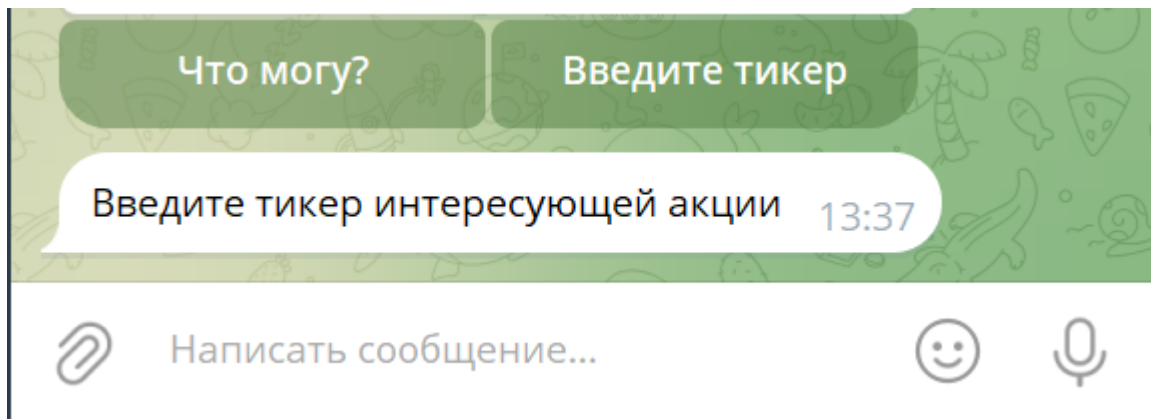 Что могу?
Введите тикер
Введите тикер интересующей акции
13:37
Написать сообщение...